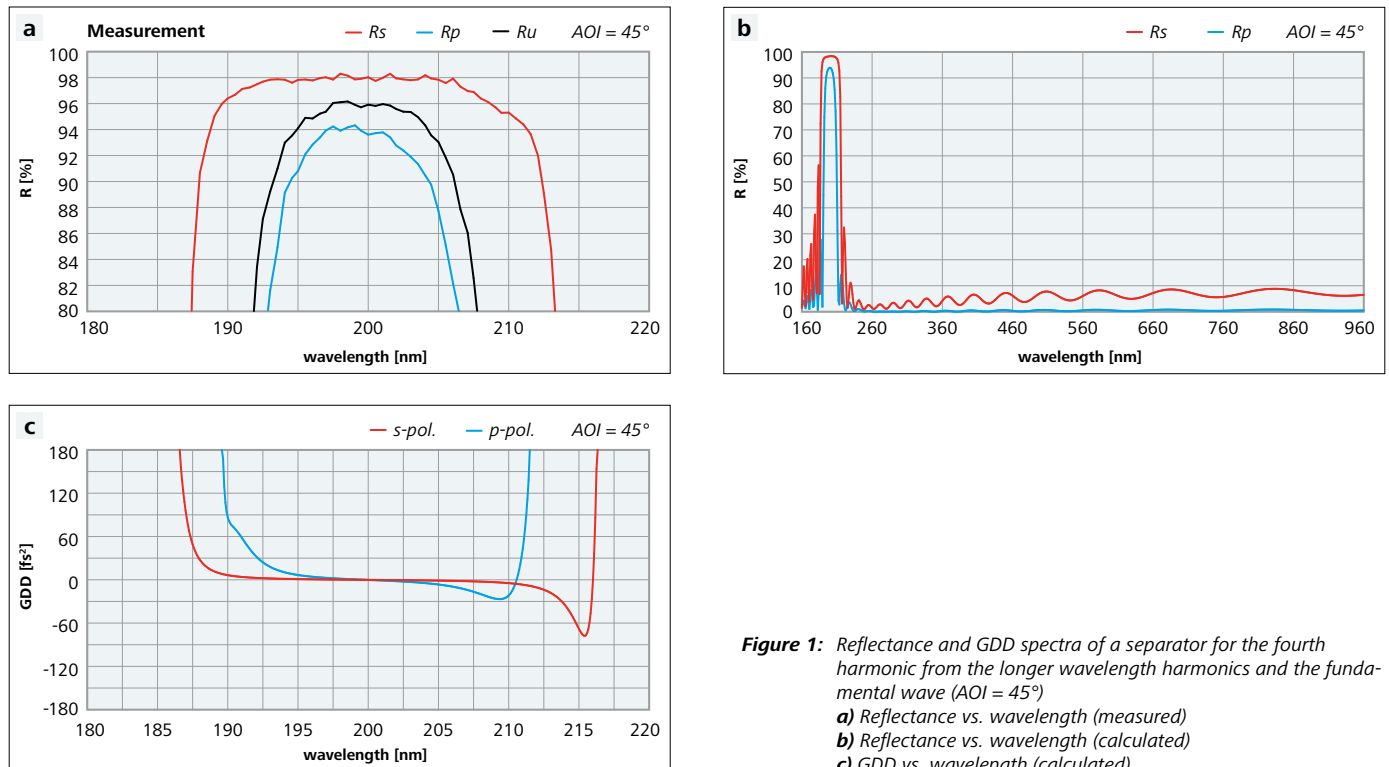 a
Measurement
Rs
Rp
Ru
AOI = 45°
100
98
96
94
92
90
88
86
84
82
80
R [%]
180
190
200
210
220
wavelength [nm]
b
Rs
Rp
AOI = 45°
100
90
80
70
60
50
40
30
20
10
0
R [%]
160
260
360
460
560
660
760
860
960
wavelength [nm]
c
s-pol.
p-pol.
AOI = 45°
180
120
60
0
-60
-120
-180
GDD [fs²]
180
185
190
195
200
205
210
215
220
wavelength [nm]
Figure 1: Reflectance and GDD spectra of a separator for the fourth
harmonic from the longer wavelength harmonics and the funda-
mental wave (AOI = 45°)
a) Reflectance vs. wavelength (measured)
b) Reflectance vs. wavelength (calculated)
c) GDD vs. wavelength (calculated)